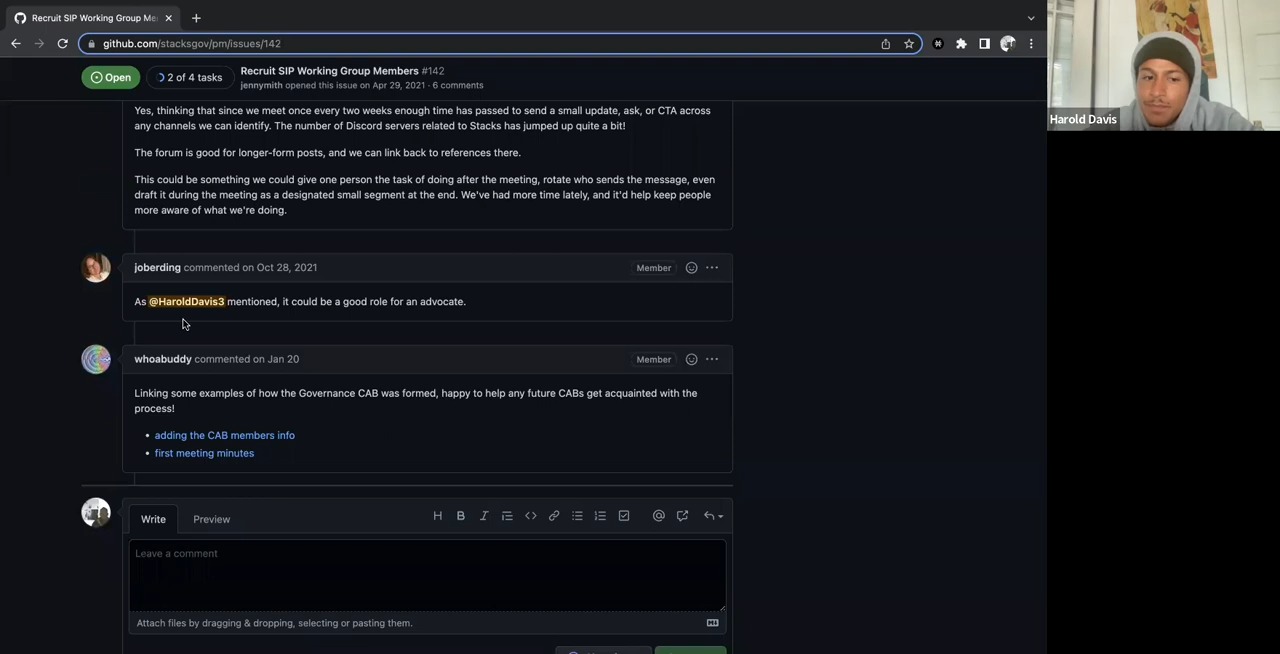 Recruit SIP Working Group Me
github.com/stacksgov/pm/issues/142
Open
2 of 4 tasks
Recruit SIP Working Group Members #142
jennymith opened this issue on Apr 29, 2021 · 6 comments
Harold Davis
Yes, thinking that since we meet once every two weeks enough time has passed to send a small update, ask, or CTA across
any channels we can identify. The number of Discord servers related to Stacks has jumped up quite a bit!
The forum is good for longer-form posts, and we can link back to references there.
This could be something we could give one person the task of doing after the meeting, rotate who sends the message, even
draft it during the meeting as a designated small segment at the end. We've had more time lately, and it'd help keep people
more aware of what we're doing.
joberding commented on Oct 28, 2021
Member
As @HaroldDavis3 mentioned, it could be a good role for an advocate.
whoabuddy commented on Jan 20
Member
Linking some examples of how the Governance CAB was formed, happy to help any future CABs get acquainted with the
process!
• adding the CAB members info
• first meeting minutes
Write
Preview
Leave a comment
Attach files by dragging & dropping, selecting or pasting them.